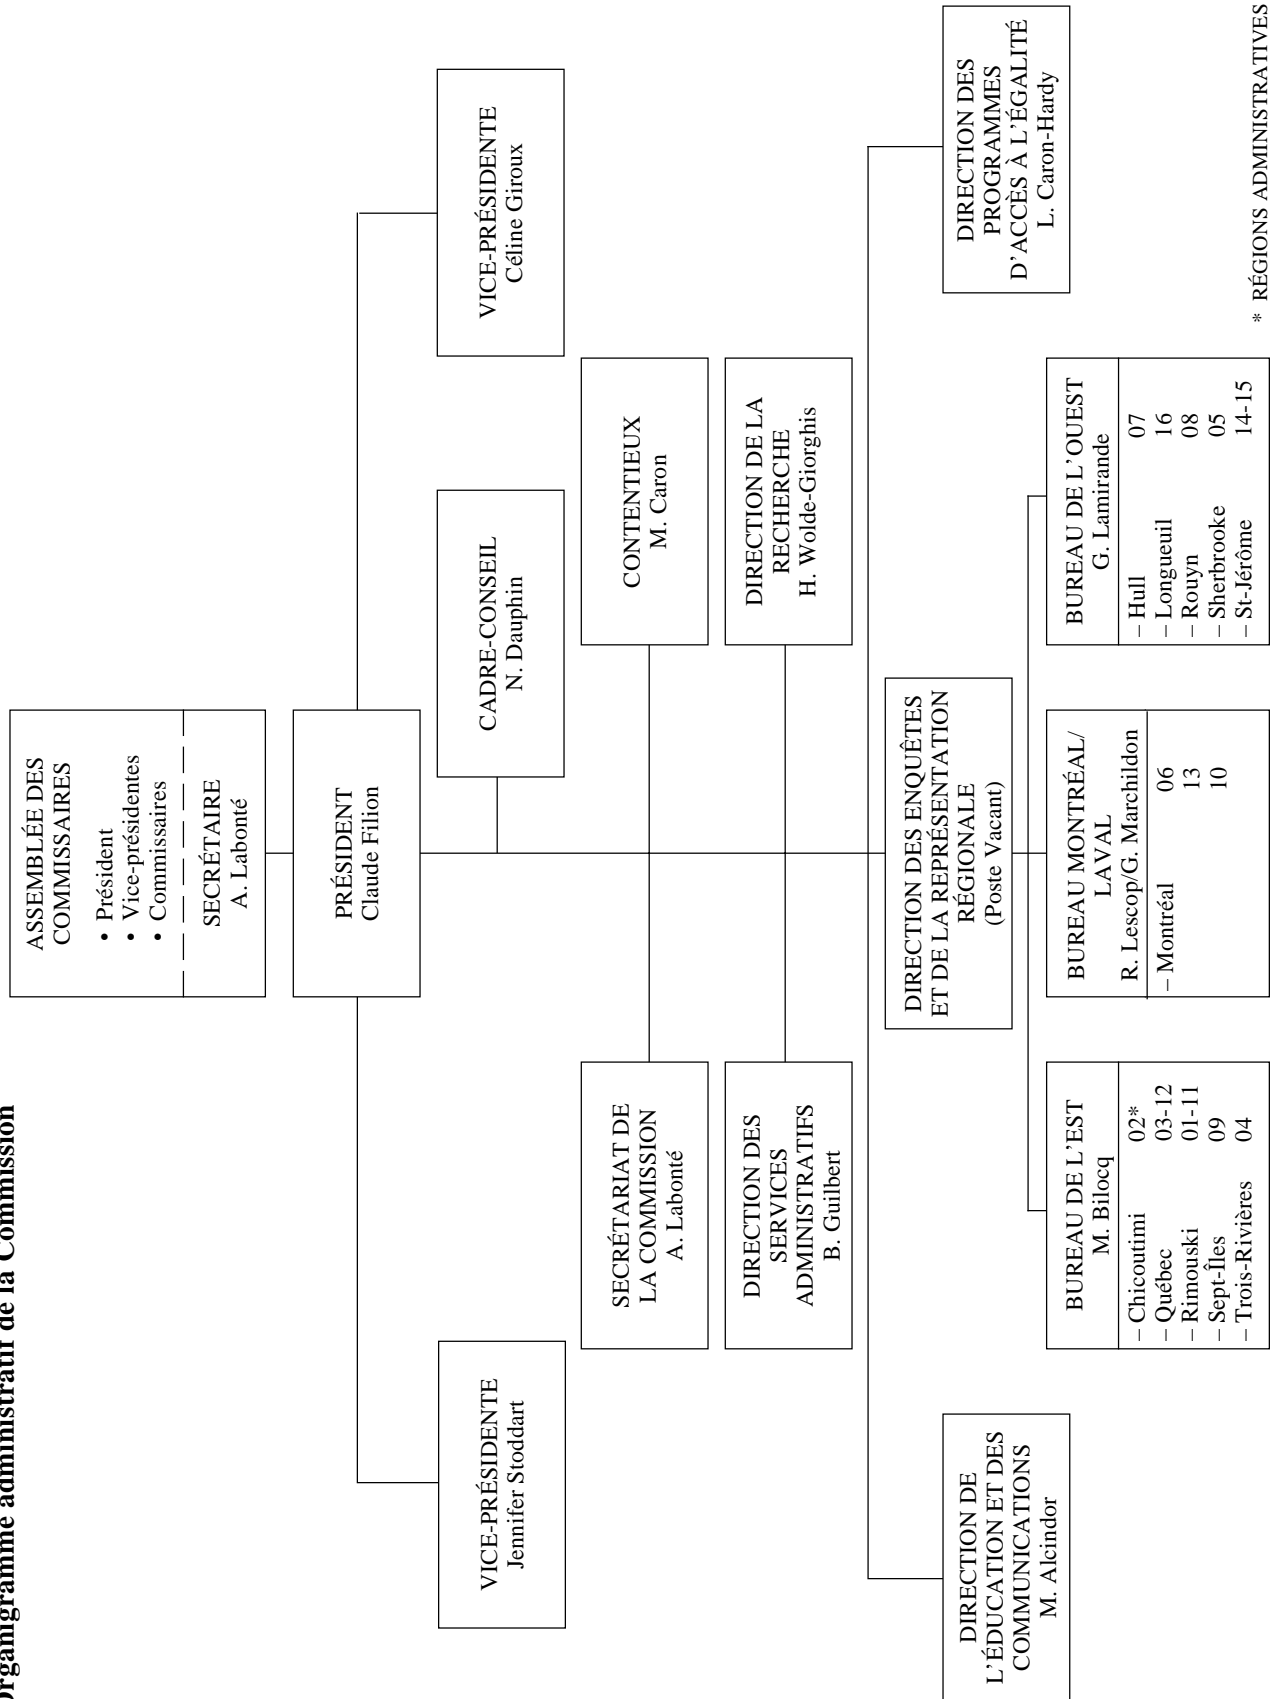 Organigramme administratif de la Commission
ASSEMBLÉE DES
COMMISSAIRES
• Président
• Vice-présidentes
• Commissaires
SECRÉTAIRE
A. Labonté
PRÉSIDENT
Claude Filion
VICE-PRÉSIDENTE
Jennifer Stoddart
CADRE-CONSEIL
N. Dauphin
VICE-PRÉSIDENTE
Céline Giroux
SECRÉTARIAT DE
LA COMMISSION
A. Labonté
CONTENTIEUX
M. Caron
DIRECTION DES
SERVICES
ADMINISTRATIFS
B. Guilbert
DIRECTION DE LA
RECHERCHE
H. Wolde-Giorghis
DIRECTION DE
L'ÉDUCATION ET DES
COMMUNICATIONS
M. Alcindor
DIRECTION DES ENQUÊTES
ET DE LA REPRÉSENTATION
RÉGIONALE
(Poste Vacant)
DIRECTION DES
PROGRAMMES
D'ACCÈS À L'ÉGALITÉ
L. Caron-Hardy
BUREAU DE L'EST
M. Bilocq
– Chicoutimi 02*
– Québec 03-12
– Rimouski 01-11
– Sept-Îles 09
– Trois-Rivières 04
BUREAU MONTRÉAL/
LAVAL
R. Lescop/G. Marchildon
– Montréal 06
13
10
BUREAU DE L'OUEST
G. Lamirande
– Hull 07
– Longueuil 16
– Rouyn 08
– Sherbrooke 05
– St-Jérôme 14-15
* RÉGIONS ADMINISTRATIVES